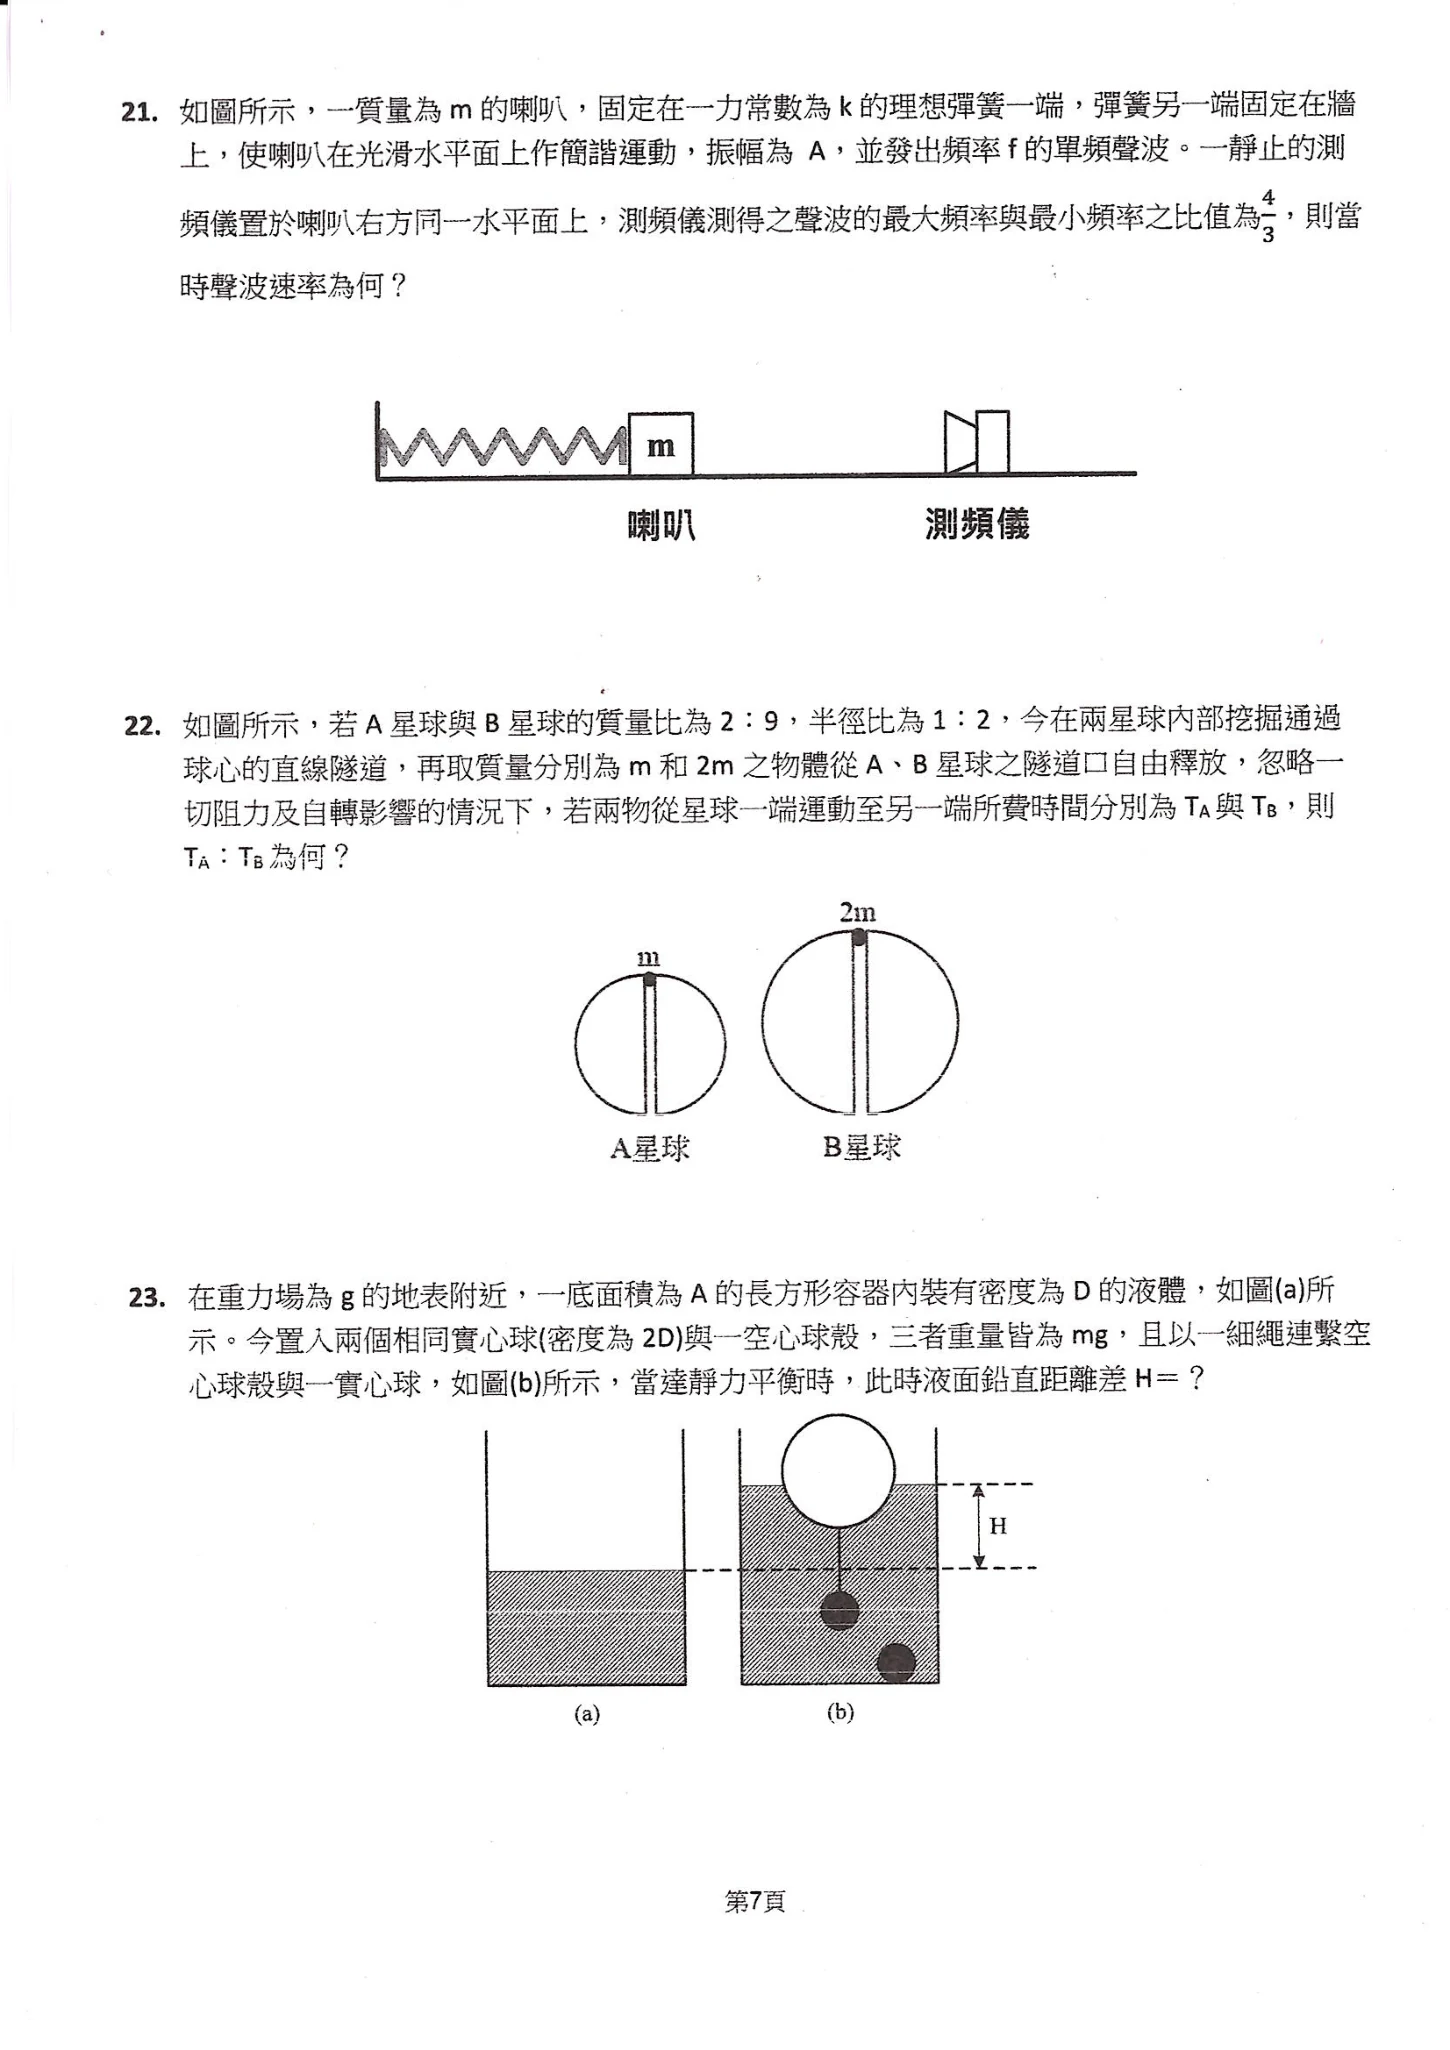 21. 如圖所示，一質量為 m 的喇叭，固定在一力常數為 k 的理想彈簧一端，彈簧另一端固定在牆
上，使喇叭在光滑水平面上作簡諧運動，振幅為 A，並發出頻率 f 的單頻聲波。一靜止的測
頻儀置於喇叭右方同一水平面上，測頻儀測得之聲波的最大頻率與最小頻率之比值為4/3，則當
時聲波速率為何？
m
喇叭 測頻儀
22. 如圖所示，若 A 星球與 B 星球的質量比為 2：9，半徑比為 1：2，今在兩星球內部挖掘通過
球心的直線隧道，再取質量分別為 m 和 2m 之物體從 A、B 星球之隧道口自由釋放，忽略一
切阻力及自轉影響的情況下，若兩物從星球一端運動至另一端所費時間分別為 TA 與 TB，則
TA：TB 為何？
2m
m
A星球 B星球
23. 在重力場為 g 的地表附近，一底面積為 A 的長方形容器內裝有密度為 D 的液體，如圖(a)所
示。今置入兩個相同實心球(密度為 2D)與一空心球殼，三者重量皆為 mg，且以一細繩連繫空
心球殼與一實心球，如圖(b)所示，當達靜力平衡時，此時液面鉛直距離差 H＝？
H
(a) (b)
第7頁